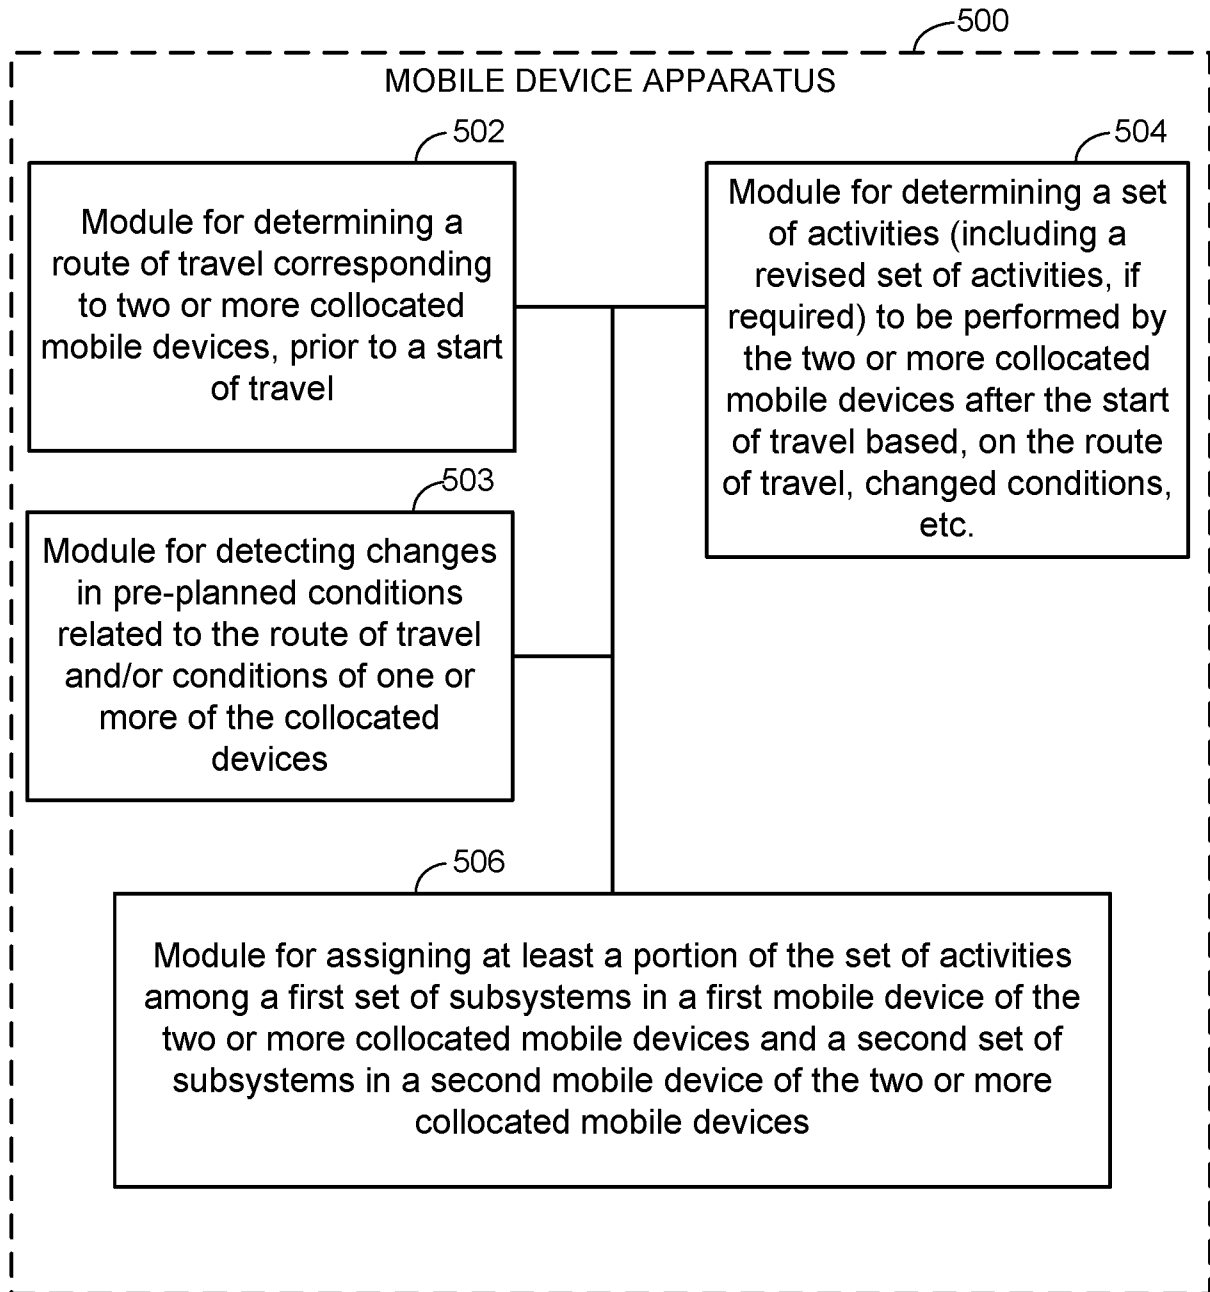 500
MOBILE DEVICE APPARATUS
502
Module for determining a
route of travel corresponding
to two or more collocated
mobile devices, prior to a start
of travel
504
Module for determining a set
of activities (including a
revised set of activities, if
required) to be performed by
the two or more collocated
mobile devices after the start
of travel based, on the route
of travel, changed conditions,
etc.
503
Module for detecting changes
in pre-planned conditions
related to the route of travel
and/or conditions of one or
more of the collocated
devices
506
Module for assigning at least a portion of the set of activities
among a first set of subsystems in a first mobile device of the
two or more collocated mobile devices and a second set of
subsystems in a second mobile device of the two or more
collocated mobile devices